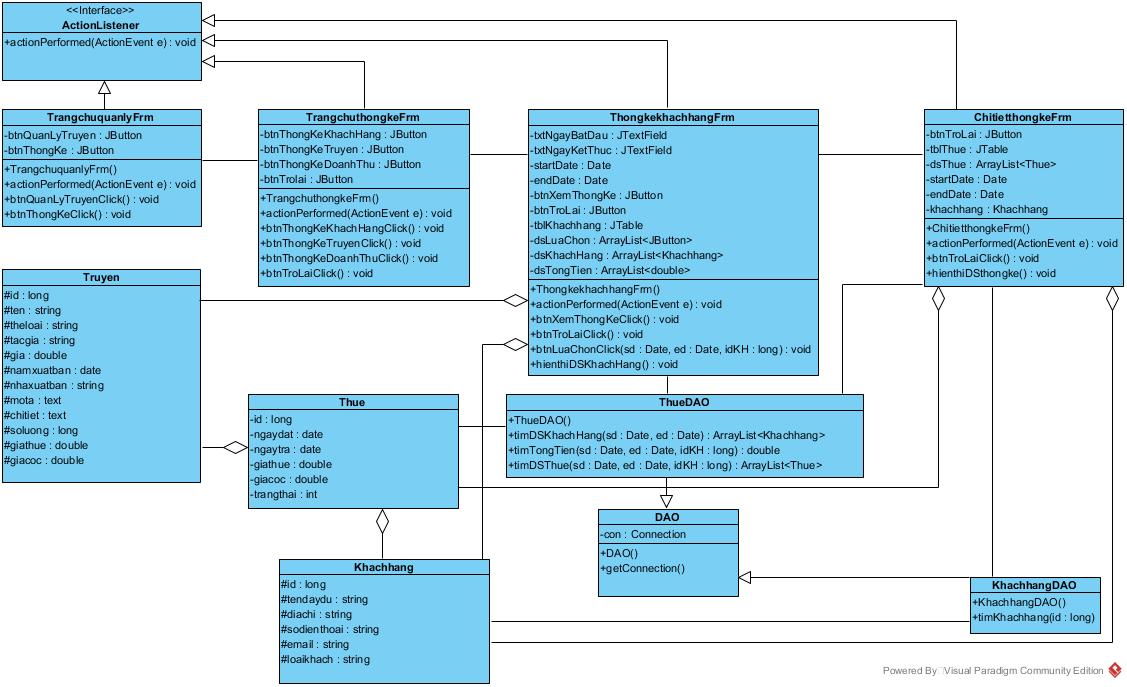 <<Interface>>
ActionListener
+actionPerformed(ActionEvent e) : void
TrangchuquanlyFrm
-btnQuanLyTruyen : JButton
-btnThongKe : JButton
+TrangchuquanlyFrm()
+actionPerformed(ActionEvent e) : void
+btnQuanLyTruyenClick() : void
+btnThongKeClick() : void
TrangchuthongkeFrm
-btnThongKeKhachHang : JButton
-btnThongKeTruyen : JButton
-btnThongKeDoanhThu : JButton
-btnTrolai : JButton
+TrangchuthongkeFrm()
+actionPerformed(ActionEvent e) : void
+btnThongKeKhachHangClick() : void
+btnThongKeTruyenClick() : void
+btnThongKeDoanhThuClick() : void
+btnTroLaiClick() : void
ThongkekhachhangFrm
-txtNgayBatDau : JTextField
-txtNgayKetThuc : JTextField
-startDate : Date
-endDate : Date
-btnXemThongKe : JButton
-btnTroLai : JButton
-tblKhachhang : JTable
-dsLuaChon : ArrayList<JButton>
-dsKhachHang : ArrayList<Khachhang>
-dsTongTien : ArrayList<double>
+ThongkekhachhangFrm()
+actionPerformed(ActionEvent e) : void
+btnXemThongKeClick() : void
+btnTroLaiClick() : void
+btnLuaChonClick(sd : Date, ed : Date, idKH : long) : void
+hienthiDSKhachHang() : void
ChitietthongkeFrm
-btnTroLai : JButton
-tblThue : JTable
-dsThue : ArrayList<Thue>
-startDate : Date
-endDate : Date
-khachhang : Khachhang
+ChitietthongkeFrm()
+actionPerformed(ActionEvent e) : void
+btnTroLaiClick() : void
+hienthiDSthongke() : void
Truyen
#id : long
#ten : string
#theloai : string
#tacgia : string
#gia : double
#namxuatban : date
#nhaxuatban : string
#mota : text
#chitiet : text
#soluong : long
#giathue : double
#giacoc : double
Thue
-id : long
-ngaydat : date
-ngaytra : date
-giathue : double
-giacoc : double
-trangthai : int
ThueDAO
+ThueDAO()
+timDSKhachHang(sd : Date, ed : Date) : ArrayList<Khachhang>
+timTongTien(sd : Date, ed : Date, idKH : long) : double
+timDSThue(sd : Date, ed : Date, idKH : long) : ArrayList<Thue>
DAO
-con : Connection
+DAO()
+getConnection()
Khachhang
#id : long
#tendaydu : string
#diachi : string
#sodienthoai : string
#email : string
#loaikhach : string
KhachhangDAO
+KhachhangDAO()
+timKhachhang(id : long)
Powered By Visual Paradigm Community Edition